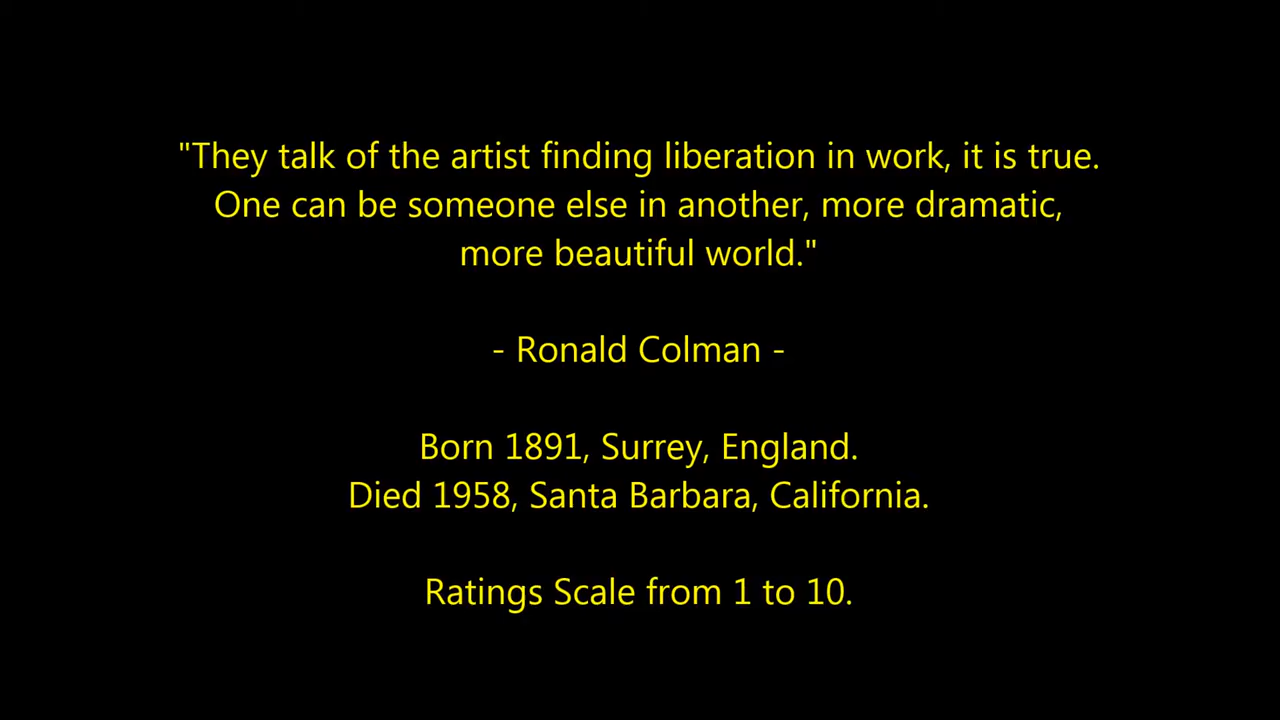 "They talk of the artist finding liberation in work, it is true.
One can be someone else in another, more dramatic,
more beautiful world."
- Ronald Colman -
Born 1891, Surrey, England.
Died 1958, Santa Barbara, California.
Ratings Scale from 1 to 10.